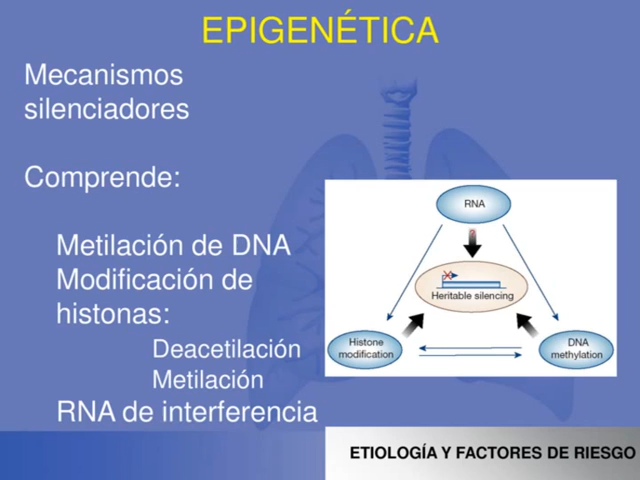 EPIGENÉTICA
Mecanismos
silenciadores
Comprende:
Metilación de DNA
Modificación de
histonas:
Deacetilación
Metilación
RNA de interferencia
RNA
?
Heritable silencing
Histone
modification
DNA
methylation
ETIOLOGÍA Y FACTORES DE RIESGO